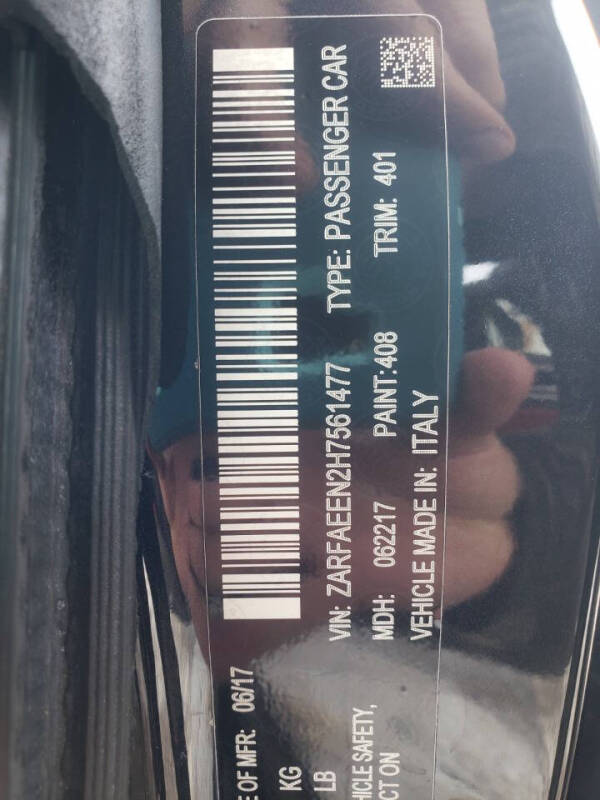 E OF MFR: 06/17
KG
LB
HICLE SAFETY,
CT ON
VIN: ZARFAEEN2H7561477 TYPE: PASSENGER CAR
MDH: 062217 PAINT:408 TRIM: 401
VEHICLE MADE IN: ITALY